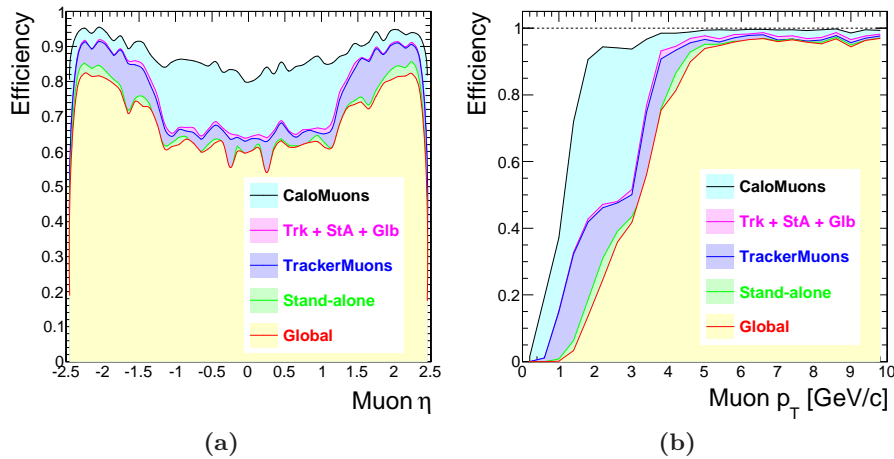 Efficiency
1
0.9
0.8
0.7
0.6
0.5
0.4
0.3
0.2
0.1
0
CaloMuons
Trk + StA + Glb
TrackerMuons
Stand-alone
Global
-2.5 -2 -1.5 -1 -0.5 0 0.5 1 1.5 2 2.5
Muon η
(a)
Efficiency
1
0.8
0.6
0.4
0.2
0
CaloMuons
Trk + StA + Glb
TrackerMuons
Stand-alone
Global
0 1 2 3 4 5 6 7 8 9 10
Muon p_T [GeV/c]
(b)